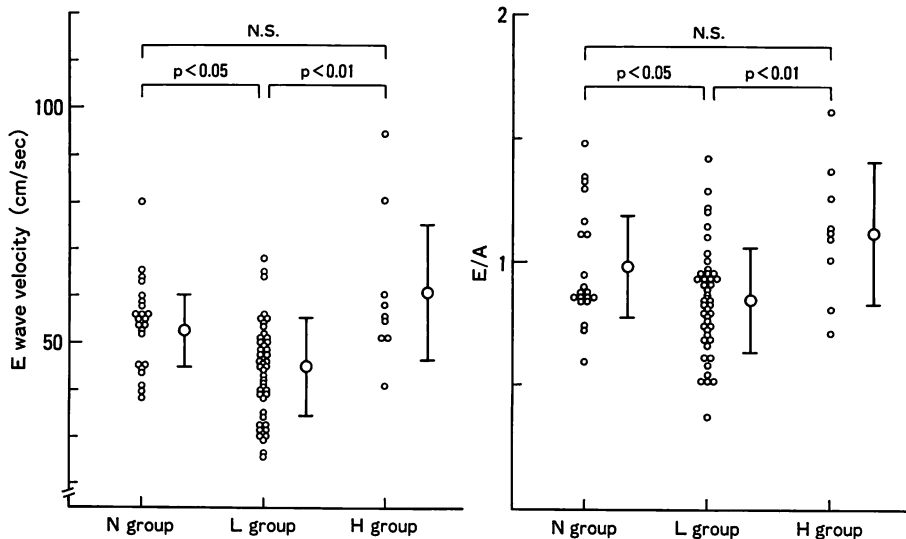 N.S.
p<0.05
p<0.01
100
50
E wave velocity (cm/sec)
N group
L group
H group
N.S.
p<0.05
p<0.01
2
1
E/A
N group
L group
H group